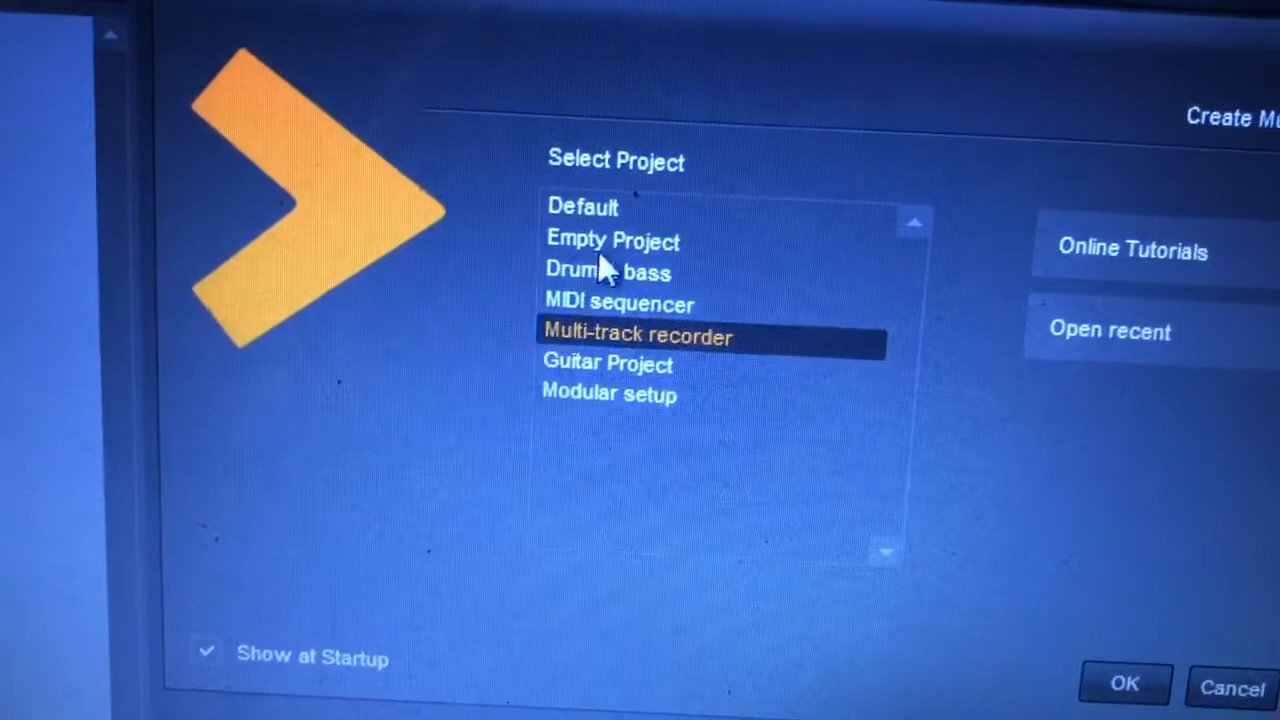 Create
Select Project
Default
Empty Project
Drum bass
MIDI sequencer
Multi-track recorder
Guitar Project
Modular setup
Online Tutorials
Open recent
Show at Startup
OK
Cancel